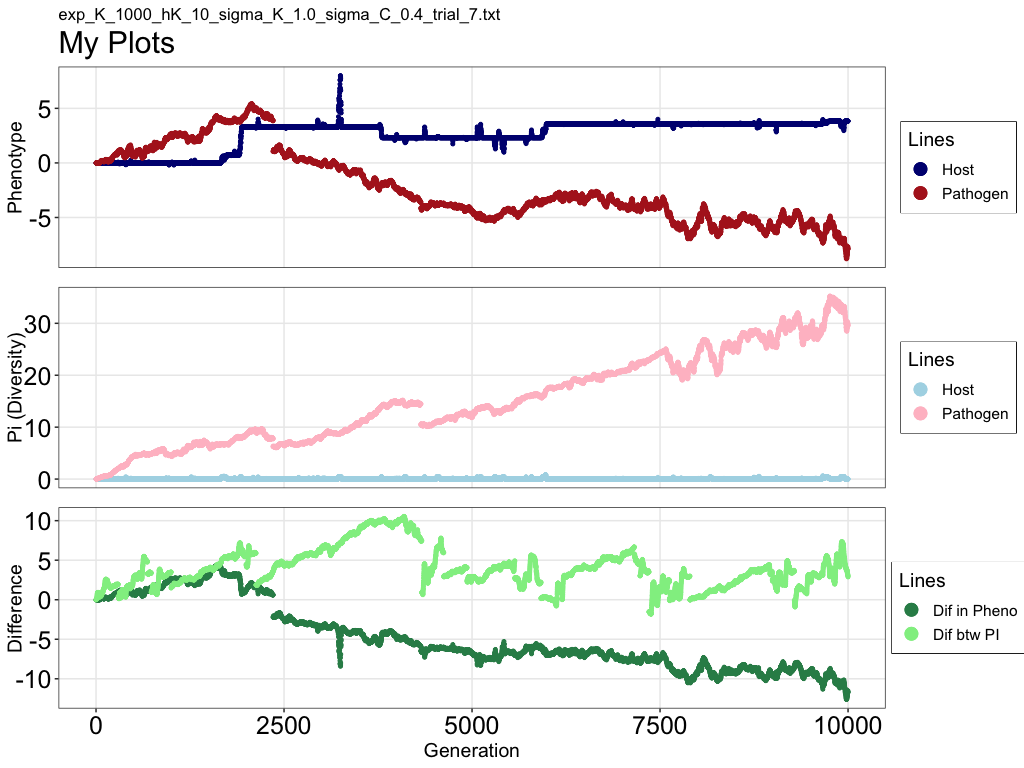 exp_K_1000_hK_10_sigma_K_1.0_sigma_C_0.4_trial_7.txt
My Plots
Phenotype
5
0
-5
Lines
Host
Pathogen
Pi (Diversity)
30
20
10
0
Lines
Host
Pathogen
Difference
10
5
0
-5
-10
Lines
Dif in Pheno
Dif btw PI
0
2500
5000
7500
10000
Generation